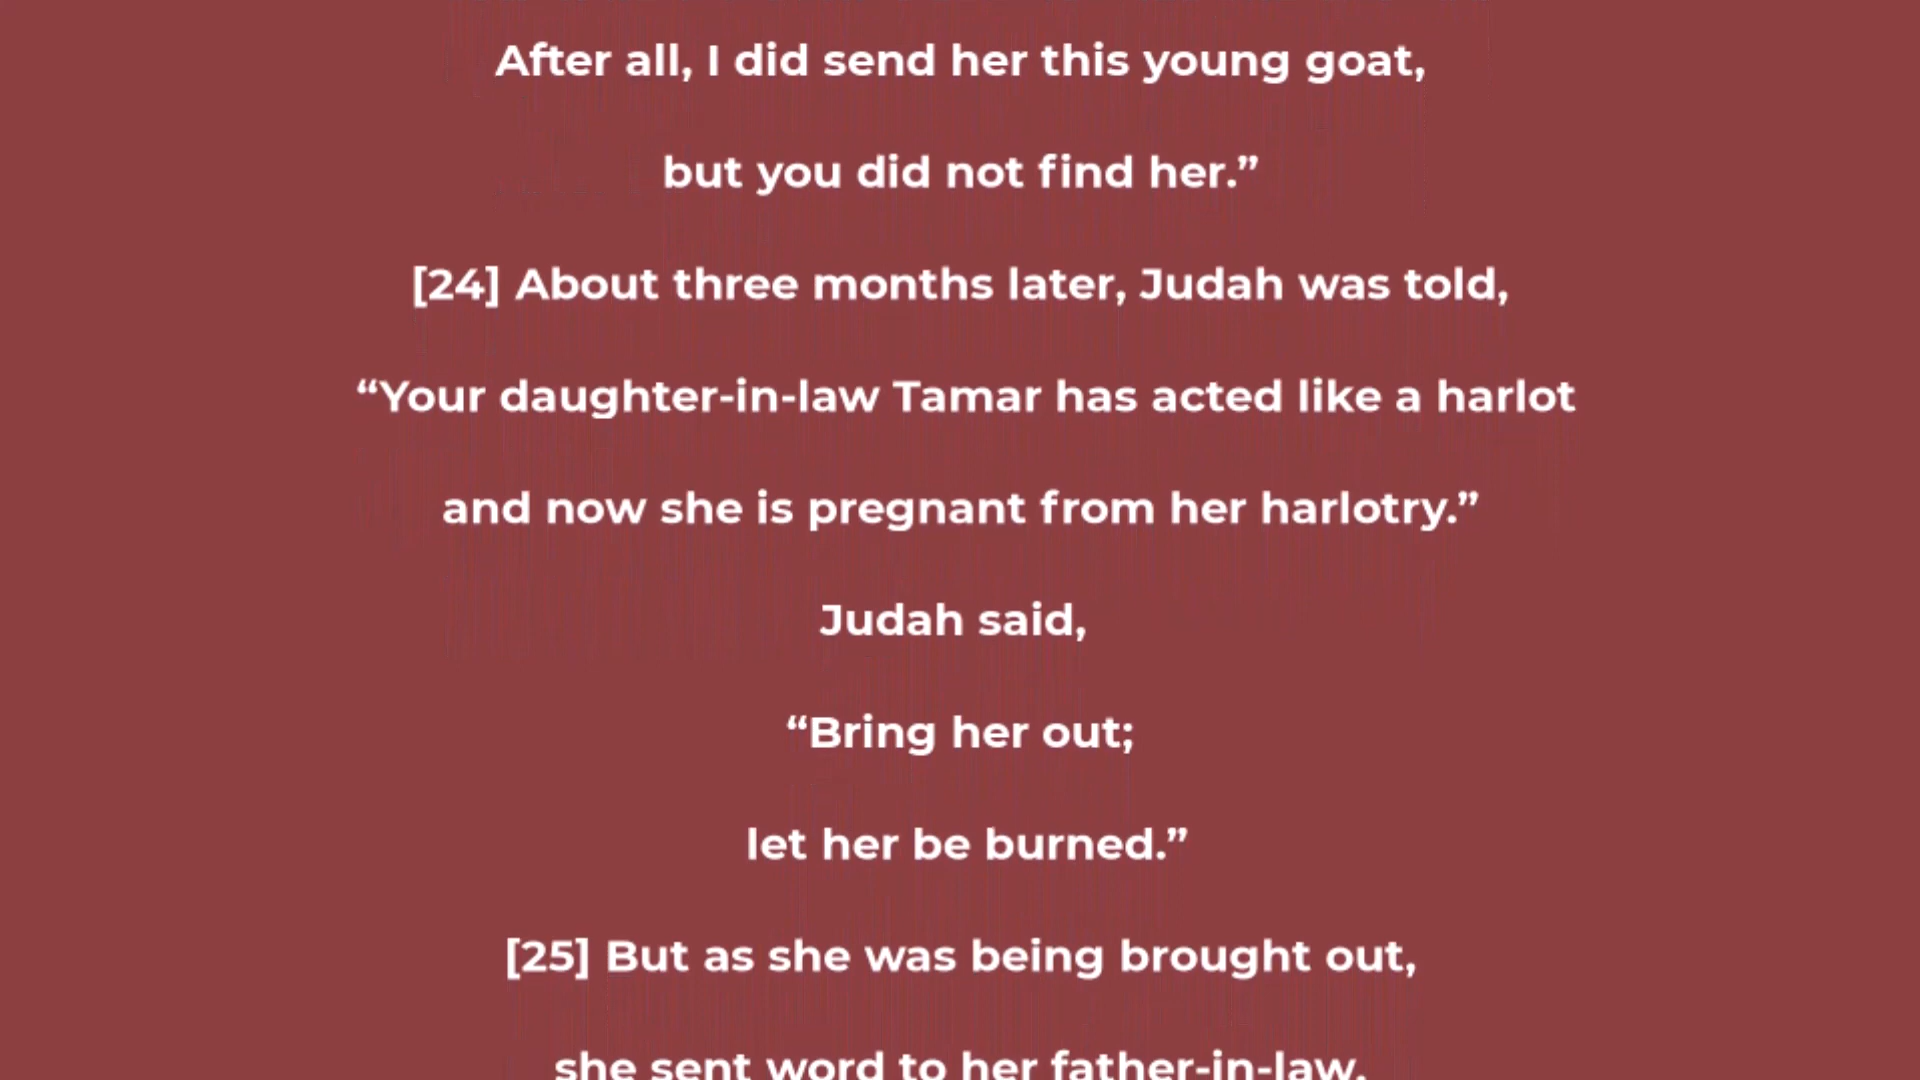 After all, I did send her this young goat,
but you did not find her.”
[24] About three months later, Judah was told,
“Your daughter-in-law Tamar has acted like a harlot
and now she is pregnant from her harlotry.”
Judah said,
“Bring her out;
let her be burned.”
[25] But as she was being brought out,
she sent word to her father-in-law,